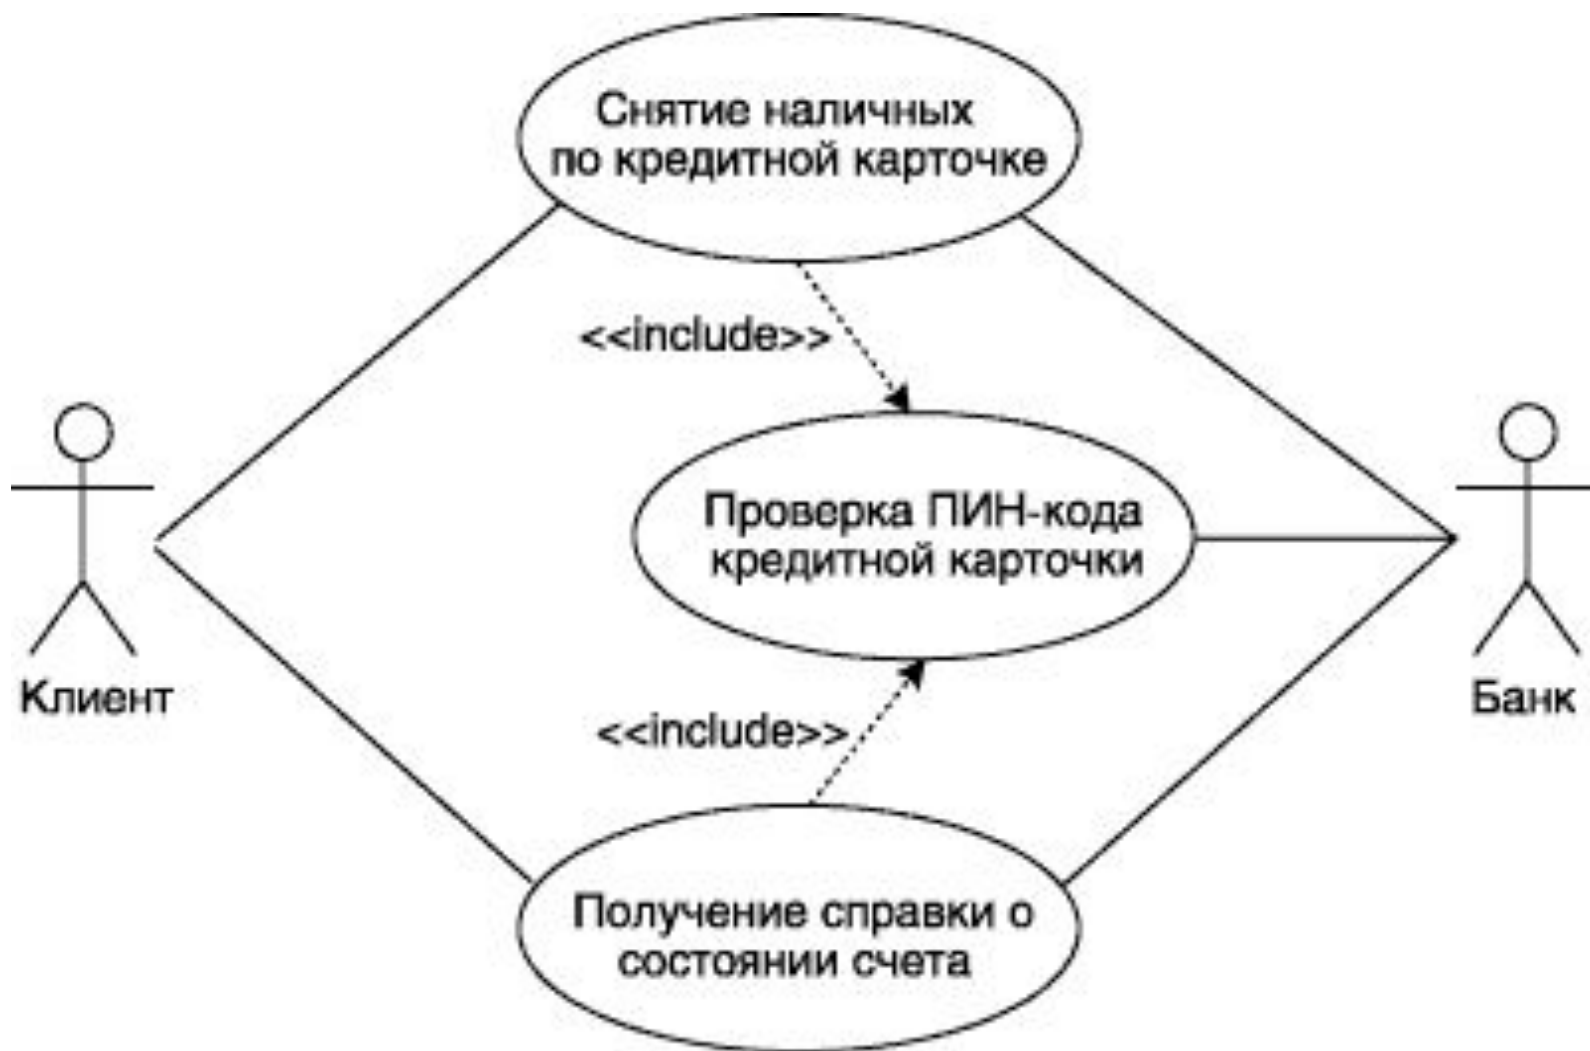 Снятие наличных
по кредитной карточке
<<include>>
Проверка ПИН-кода
кредитной карточки
Клиент
Банк
<<include>>
Получение справки о
состоянии счета